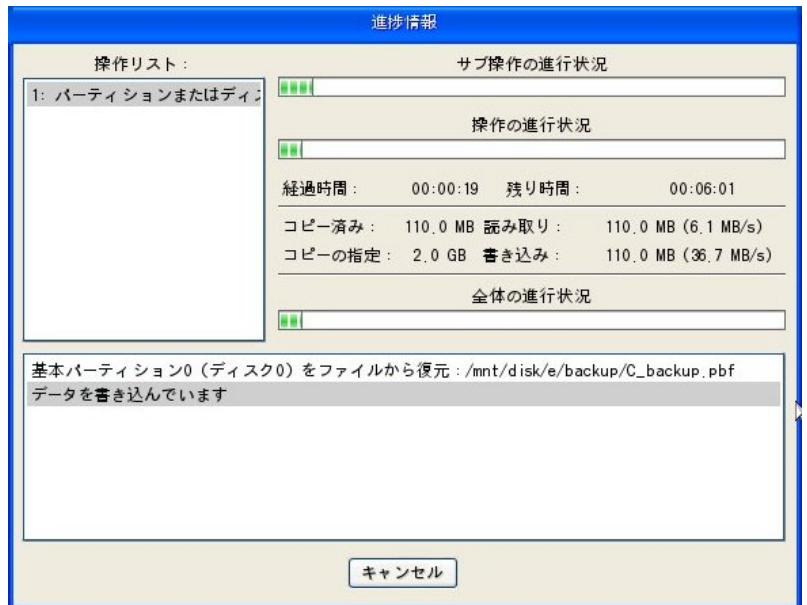 進捗情報
操作リスト：
1: パーティションまたはディ
サブ操作の進行状況
操作の進行状況
経過時間： 00:00:19 残り時間： 00:06:01
コピー済み： 110.0 MB 読み取り： 110.0 MB (6.1 MB/s)
コピーの指定： 2.0 GB 書き込み： 110.0 MB (36.7 MB/s)
全体の進行状況
基本パーティション0（ディスク0）をファイルから復元：/mnt/disk/e/backup/C_backup.pbf
データを書き込んでいます
キャンセル